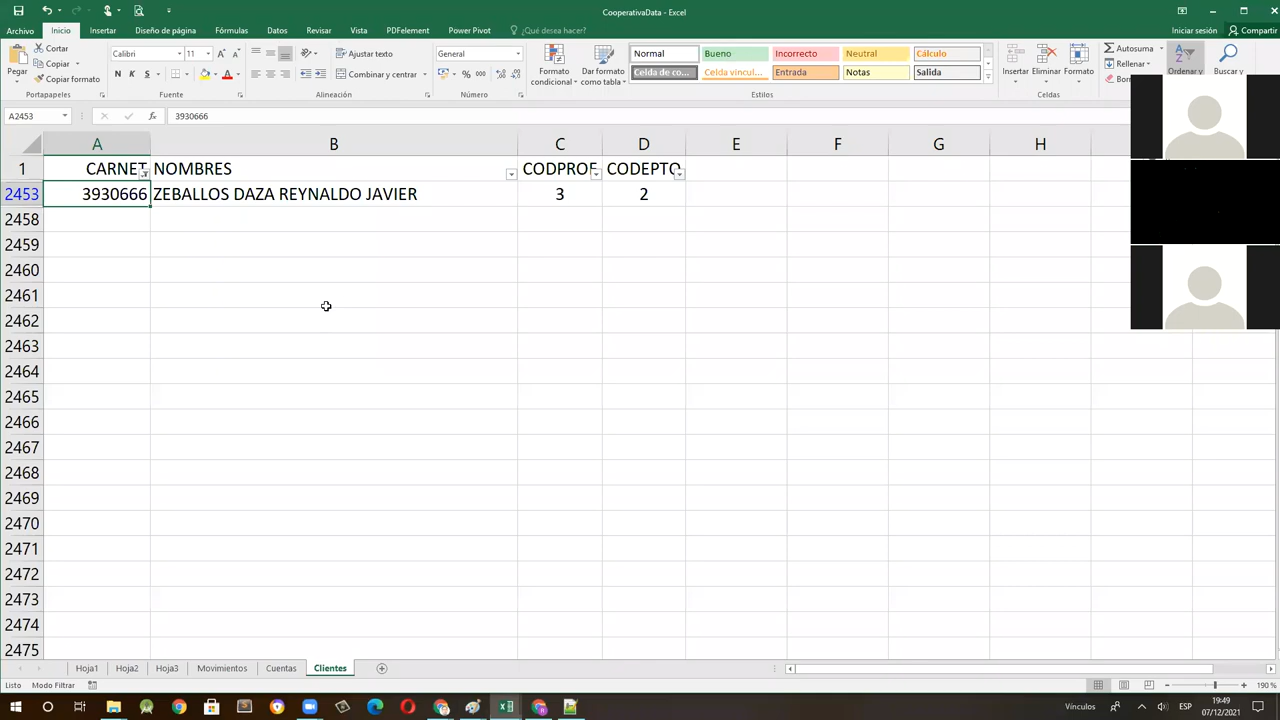 CooperativaData - Excel
Archivo Inicio Insertar Diseño de página Fórmulas Datos Revisar Vista PDFelement Power Pivot ¿Qué desea hacer? Iniciar sesión Compartir
Pegar
Cortar
Copiar
Copiar formato
Portapapeles
Calibri 11
N K S
Fuente
Ajustar texto
Combinar y centrar
Alineación
General
% 000
Número
Formato condicional
Dar formato como tabla
Normal Bueno Incorrecto Neutral Cálculo
Celda de co... Celda vincul... Entrada Notas Salida
Estilos
Insertar Eliminar Formato
Celdas
Autosuma
Rellenar
Ordenar y
Buscar y
A2453 fx 3930666
A B C D E F G H
1 CARNET NOMBRES CODPROF CODEPTO
2453 3930666 ZEBALLOS DAZA REYNALDO JAVIER 3 2
2458
2459
2460
2461
2462
2463
2464
2465
2466
2467
2468
2469
2470
2471
2472
2473
2474
2475
Hoja1 Hoja2 Hoja3 Movimientos Cuentas Clientes
Listo Modo Filtrar 190 %
Vínculos ESP 19:49
07/12/2021